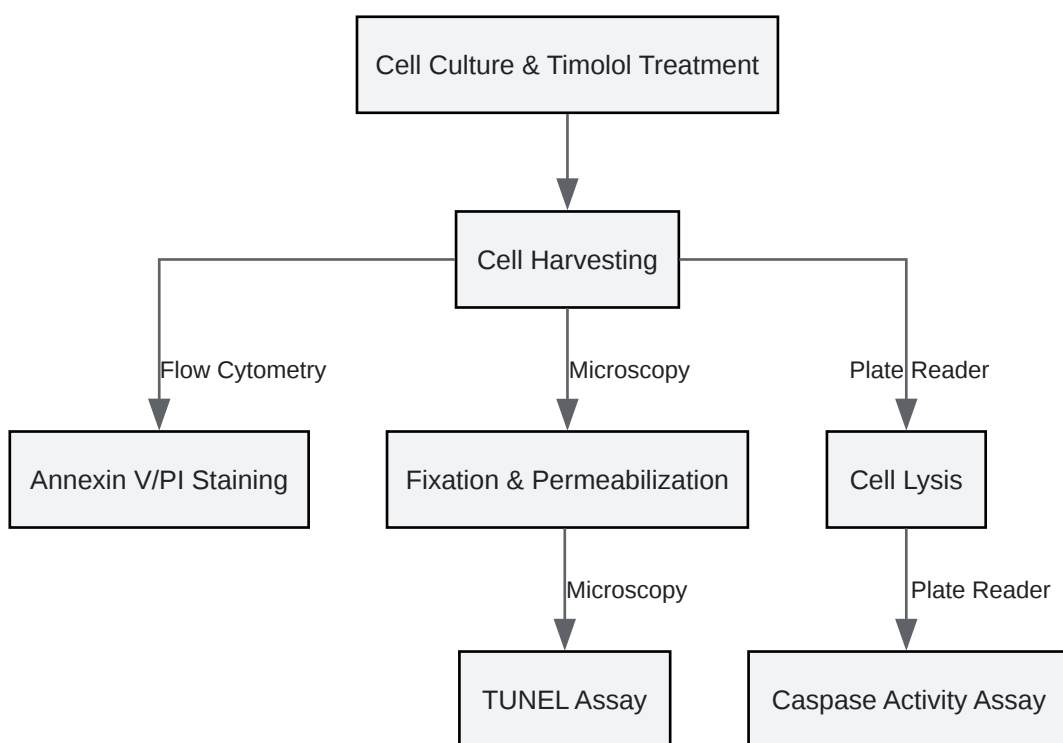 Cell Culture & Timolol Treatment
Cell Harvesting
Flow Cytometry
Microscopy
Plate Reader
Annexin V/PI Staining
Fixation & Permeabilization
Cell Lysis
Microscopy
Plate Reader
TUNEL Assay
Caspase Activity Assay